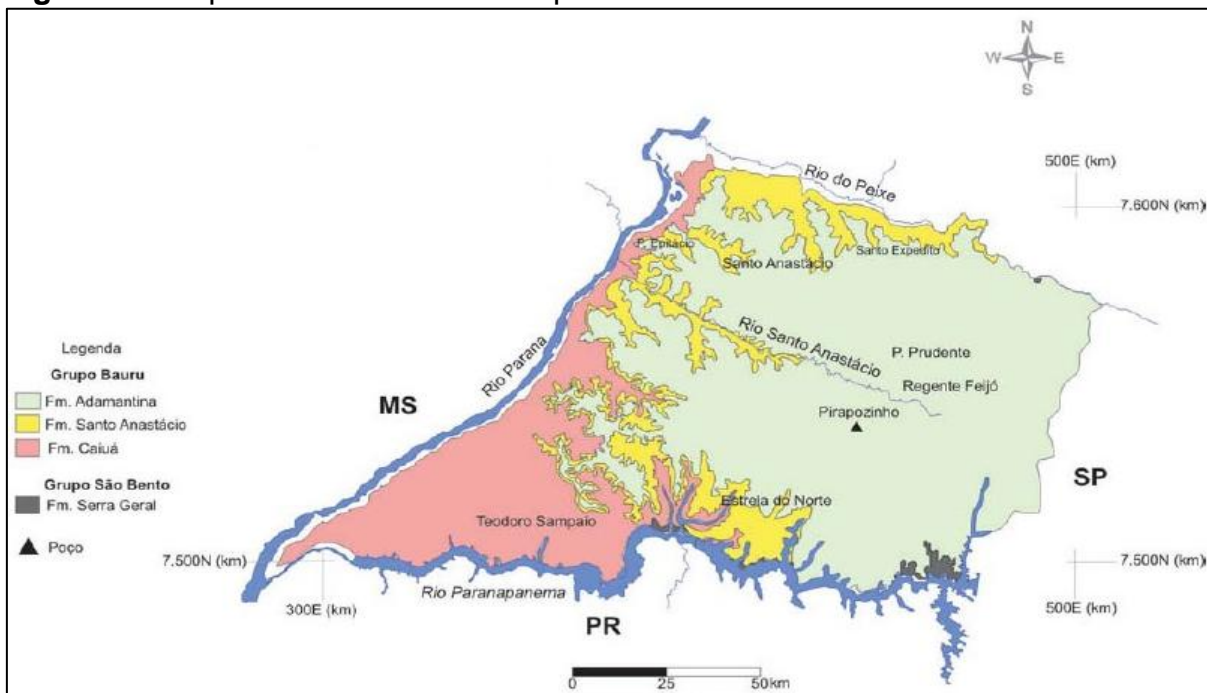 N
W E
S
500E (km)
7.600N (km)
Rio do Peixe
P. Epitácio
Santo Anastácio
Santo Expedito
Rio Santo Anastácio
P. Prudente
Regente Feijó
Pirapozinho
Rio Parana
MS
SP
PR
Legenda
Grupo Bauru
Fm. Adamantina
Fm. Santo Anastácio
Fm. Caiuá
Grupo São Bento
Fm. Serra Geral
Poço
Estrela do Norte
Teodoro Sampaio
7.500N (km)
300E (km)
Rio Paranapanema
7.500N (km)
500E (km)
0 25 50km